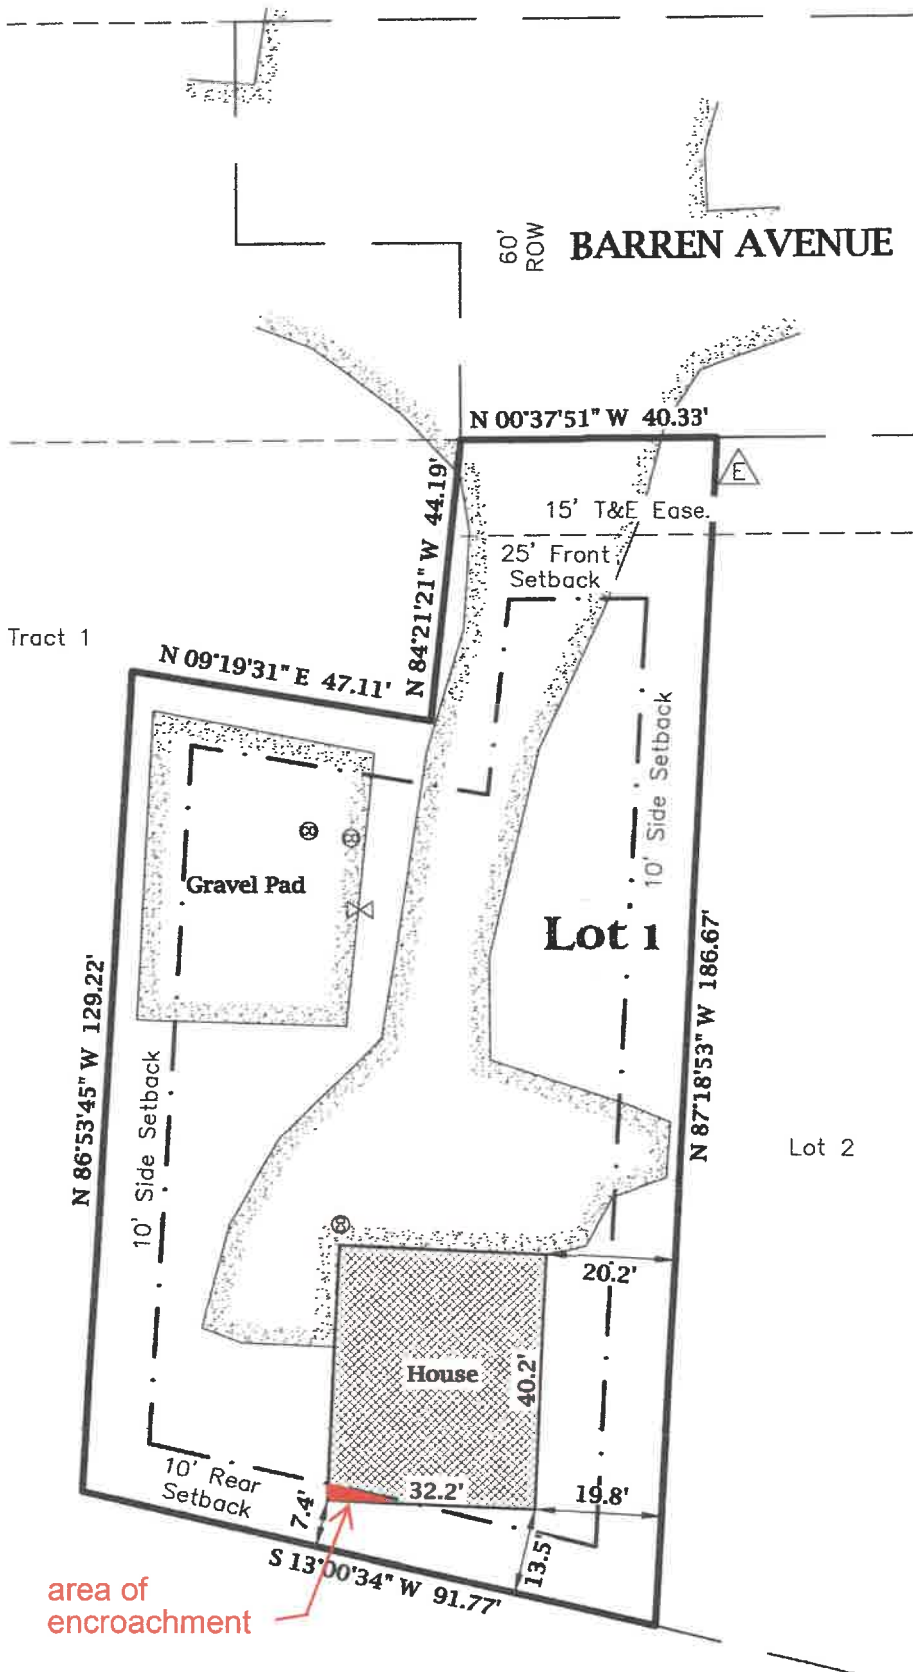 60'
ROW
BARREN AVENUE
N 00°37'51" W 40.33'
E
15' T&E Ease.
25' Front
Setback
N 84°21'21" W 44.19'
Tract 1
N 09°19'31" E 47.11'
10' Side Setback
Gravel Pad
Lot 1
N 87°18'53" W 186.67'
N 86°53'45" W 129.22'
10' Side Setback
Lot 2
20.2'
House
40.2'
10' Rear
Setback
32.2'
19.8'
7.4'
13.5'
S 13°00'34" W 91.77'
area of
encroachment